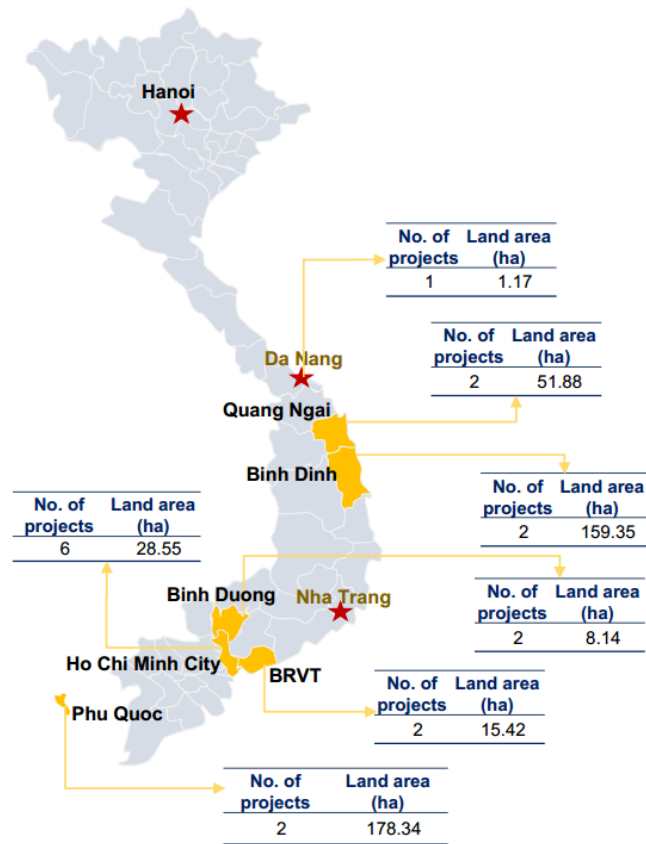 Hanoi
No. of projects Land area (ha)
1 1.17
Da Nang
No. of projects Land area (ha)
2 51.88
Quang Ngai
Binh Dinh
No. of projects Land area (ha)
2 159.35
No. of projects Land area (ha)
6 28.55
Binh Duong
Nha Trang
No. of projects Land area (ha)
2 8.14
Ho Chi Minh City
BRVT
No. of projects Land area (ha)
2 15.42
Phu Quoc
No. of projects Land area (ha)
2 178.34